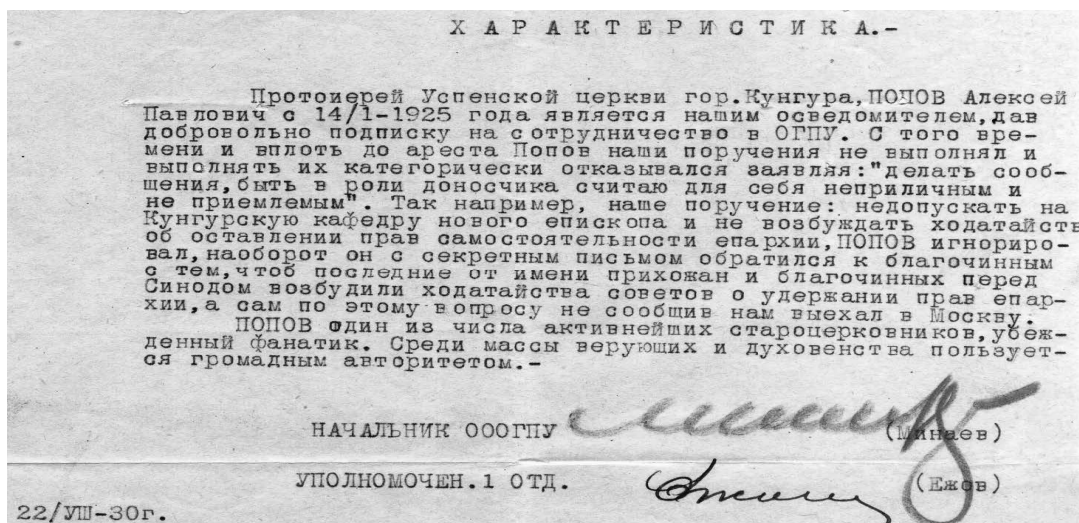 Х А Р А К Т Е Р И С Т И К А.-
Протоиерей Успенской церкви гор.Кунгура,ПОПОВ Алексей
Павлович с 14/1-1925 года является нашим осведомителем,дав
добровольно подписку на сотрудничество в ОГПУ. С того вре-
мени и вплоть до ареста Попов наши поручения не выполнял и
выполнять их категорически отказывался заявляя:"делать сооб-
щения,быть в роли доносчика считаю для себя неприличным и
не приемлемым". Так например, наше поручение: недопускать на
Кунгурскую кафедру нового епископа и не возбуждать ходатайств
об оставлении прав самостоятельности епархии,ПОПОВ игнориро-
вал,наоборот он с секретным письмом обратился к благочинным
с тем,чтоб последние от имени прихожан и благочинных перед
Синодом возбудили ходатайства советов о удержании прав епар-
хии,а сам по этому вопросу не сообщив нам выехал в Москву.
ПОПОВ один из числа активнейших староцерковников,убеж-
денный фанатик. Среди массы верующих и духовенства пользует-
ся громадным авторитетом.-
НАЧАЛЬНИК ОООГПУ (Минаев)
УПОЛНОМОЧЕН.1 ОТД. (Ежов)
22/УШ-30г.